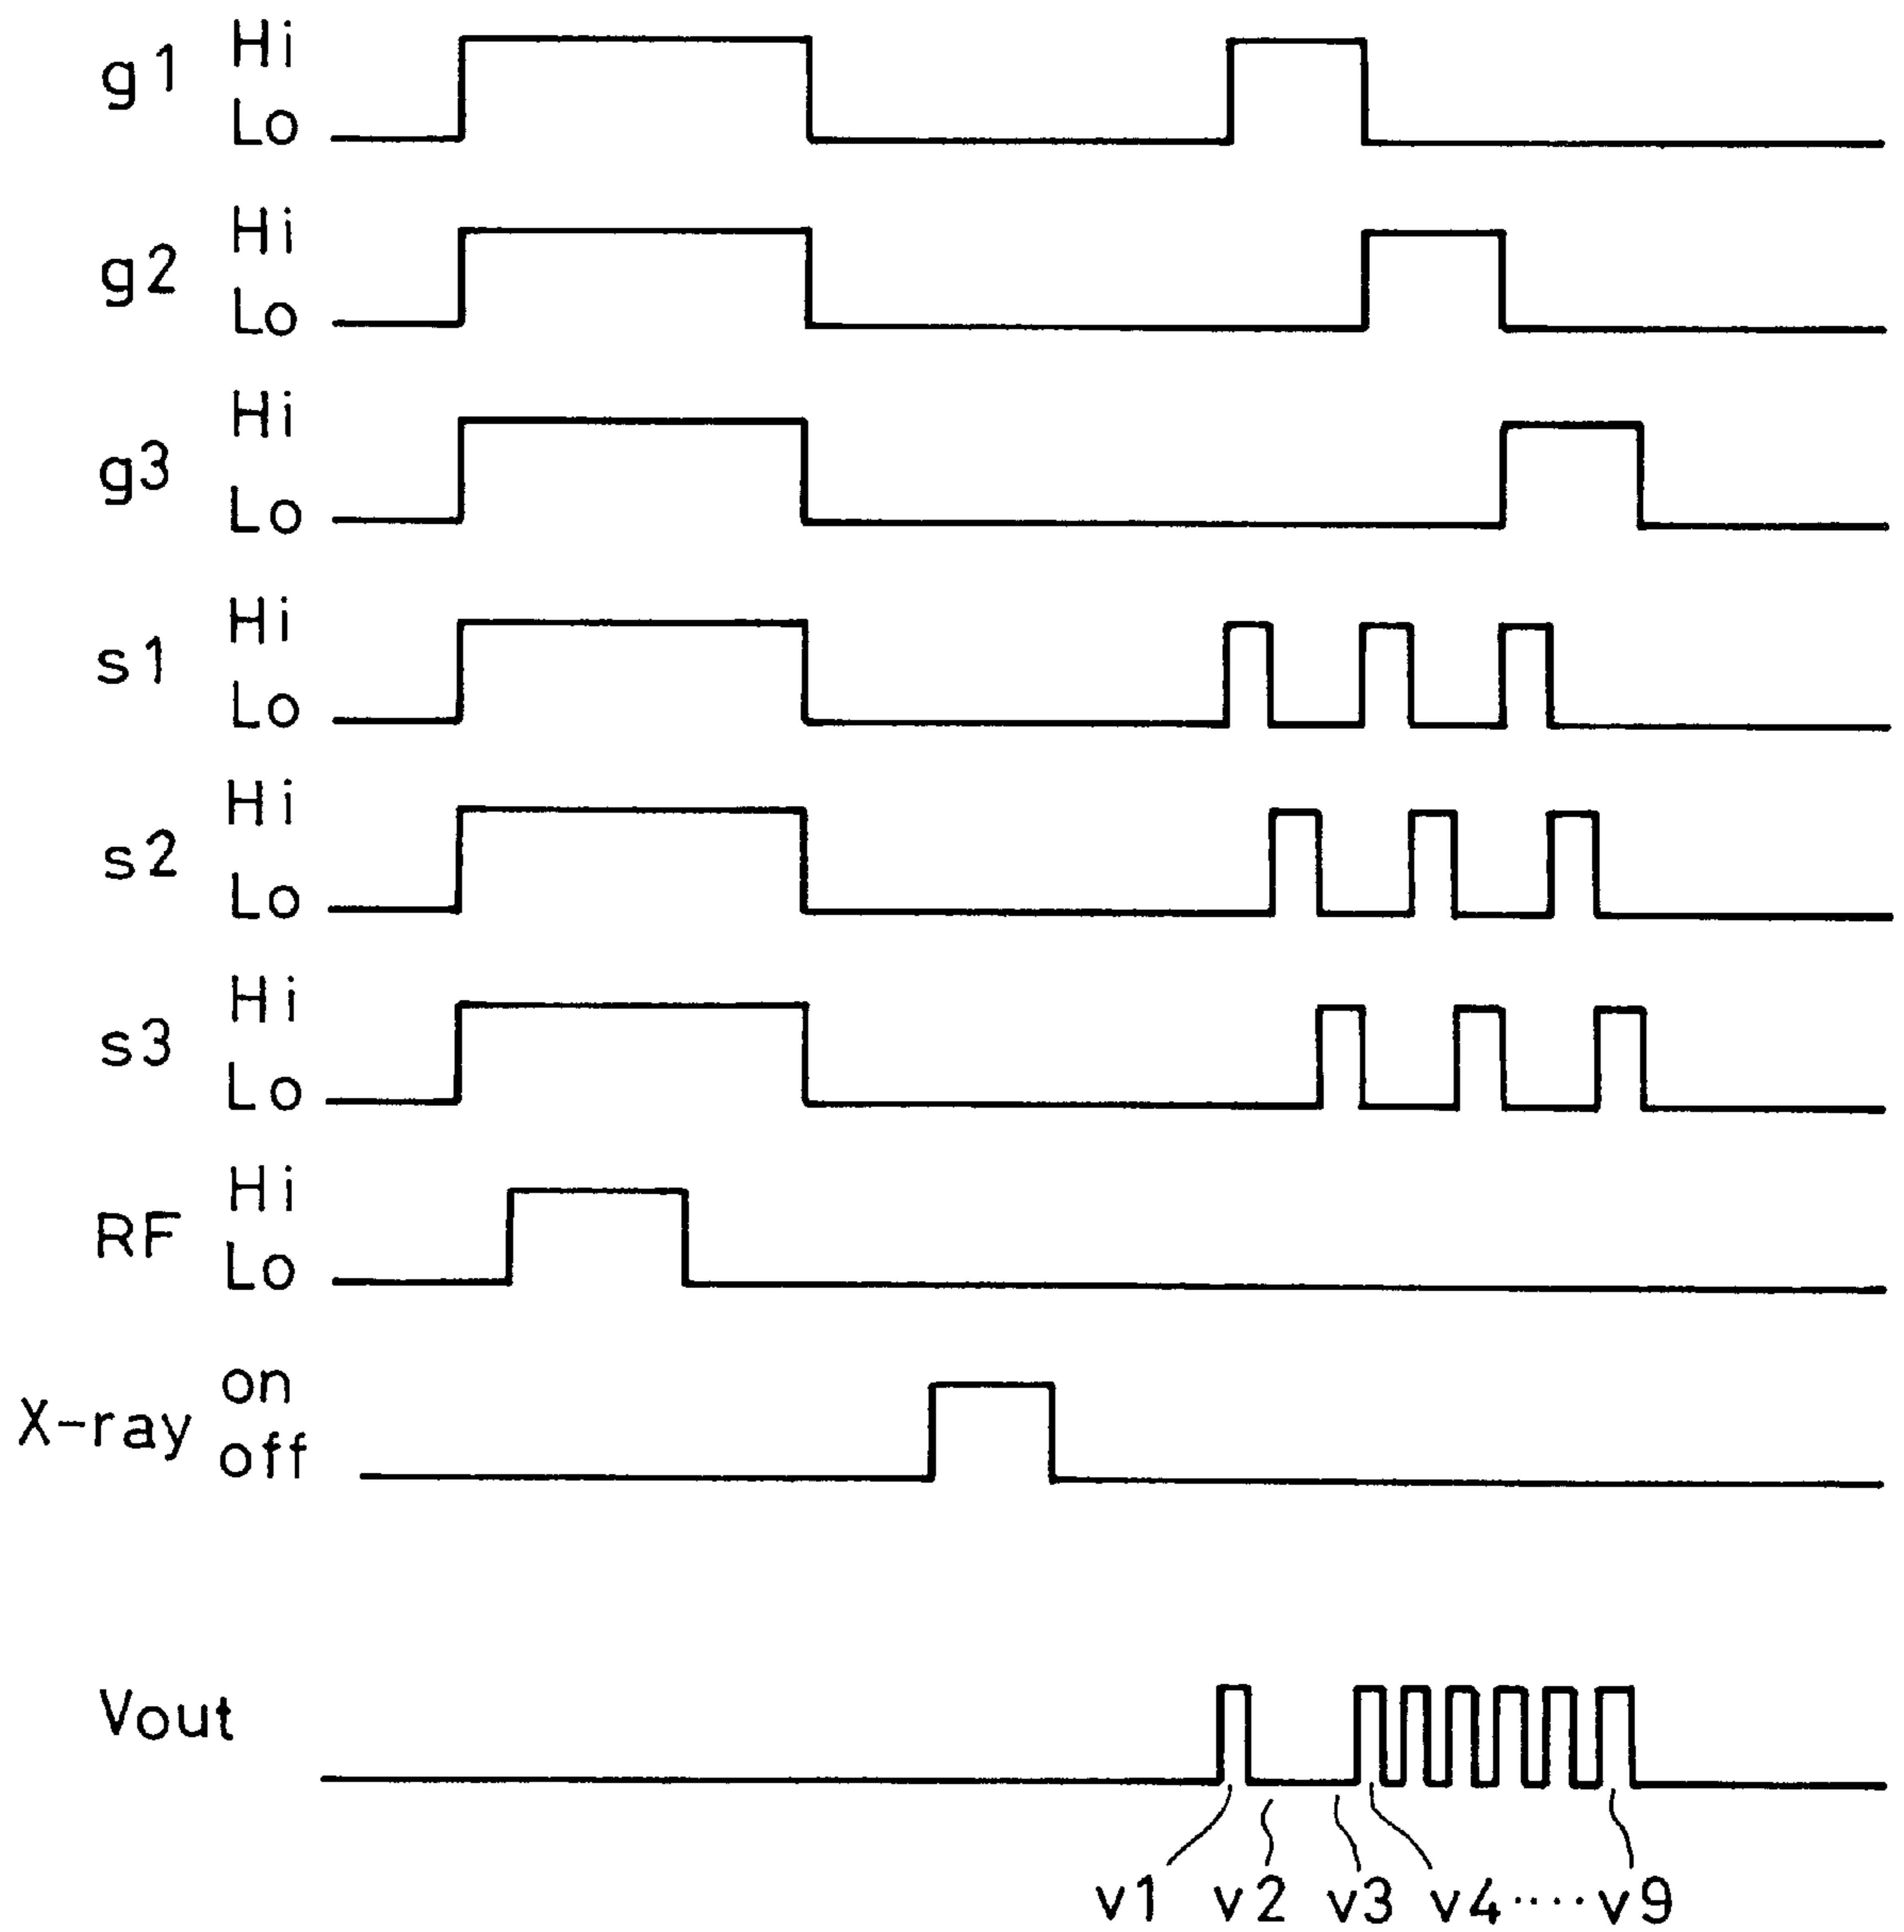 g1 Hi
Lo
g2 Hi
Lo
g3 Hi
Lo
s1 Hi
Lo
s2 Hi
Lo
s3 Hi
Lo
RF Hi
Lo
X-ray on
off
Vout
v1 v2 v3 v4 ···· v9